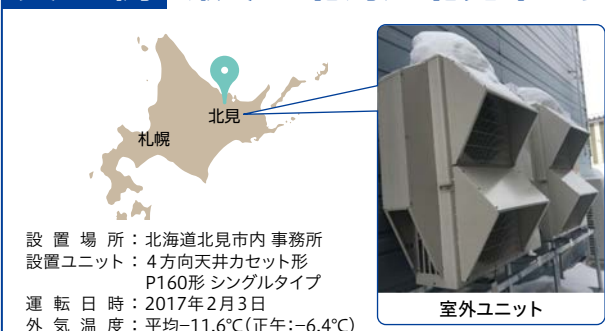 北見
札幌
設置場所：北海道北見市内 事務所
設置ユニット：4方向天井カセット形
P160形 シングルタイプ
運転日時：2017年2月3日
外気温度：平均−11.6℃（正午：−6.4℃）
室外ユニット